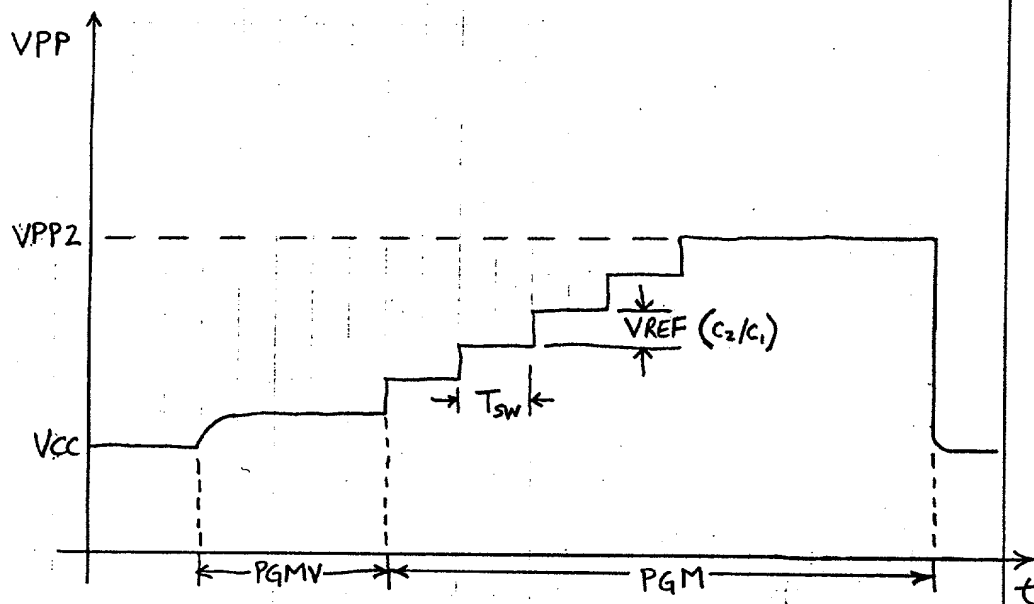 VPP
VPP2
VREF (C₂/C₁)
TSW
VCC
PGMV
PGM
t